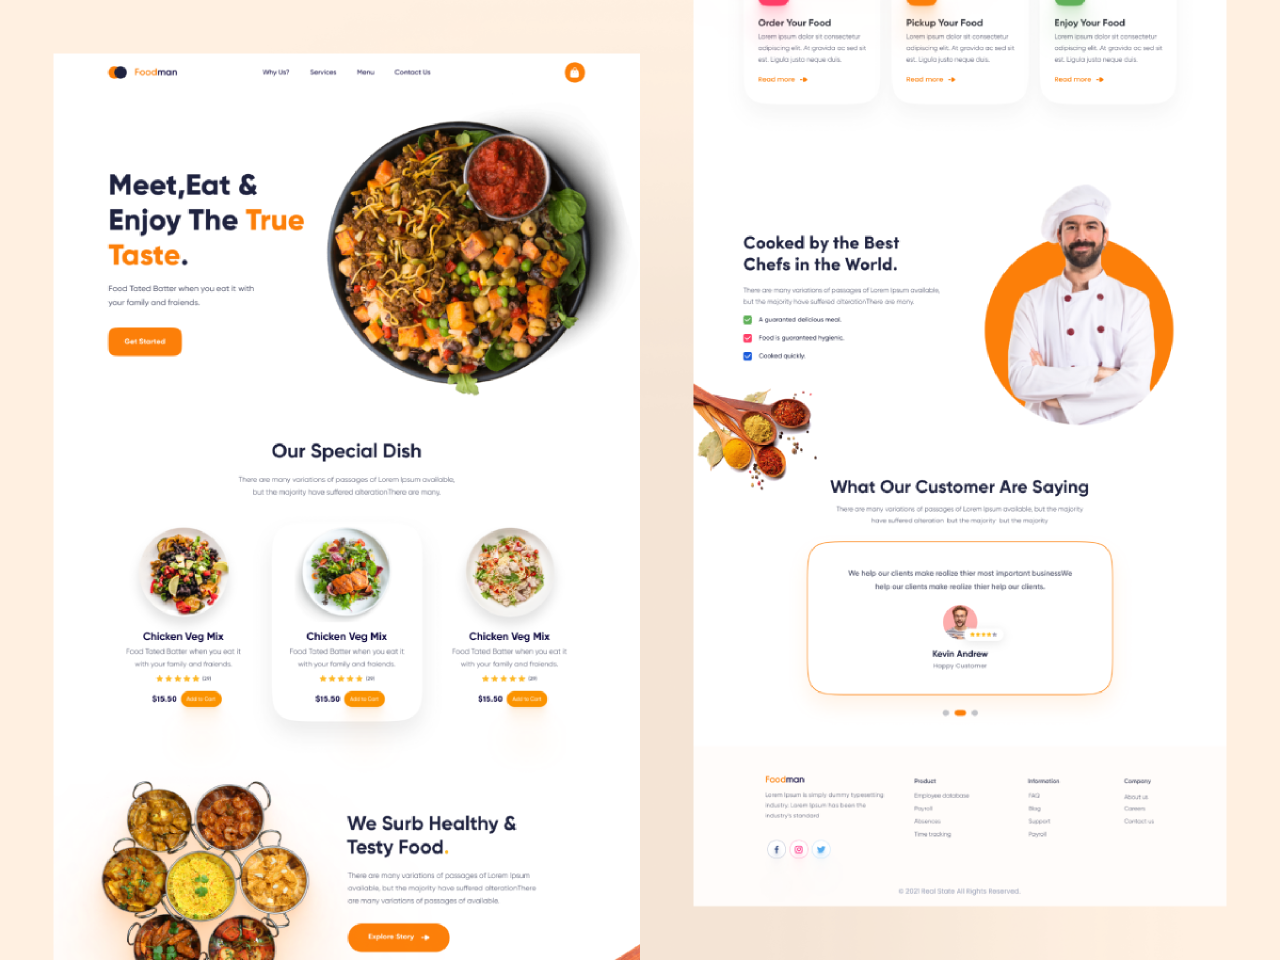 Foodman
Why Us?
Services
Menu
Contact Us
Meet,Eat &
Enjoy The True
Taste.
Food Tated Batter when you eat it with
your family and fraiends.
Get Started
Our Special Dish
There are many variations of passages of Lorem Ipsum available,
but the majority have suffered alterationThere are many.
Chicken Veg Mix
Food Tated Batter when you eat it
with your family and fraiends.
$15.50
Add to Cart
Chicken Veg Mix
Food Tated Batter when you eat it
with your family and fraiends.
$15.50
Add to Cart
Chicken Veg Mix
Food Tated Batter when you eat it
with your family and fraiends.
$15.50
Add to Cart
We Surb Healthy &
Testy Food.
There are many variations of passages of Lorem Ipsum
available, but the majority have suffered alterationThere
are many variations of passages of available.
Explore Story
Order Your Food
Lorem ipsum dolor sit consectetur
adipiscing elit. At gravida ac sed sit
est. Ligula justo neque duis.
Read more
Pickup Your Food
Lorem ipsum dolor sit consectetur
adipiscing elit. At gravida ac sed sit
est. Ligula justo neque duis.
Read more
Enjoy Your Food
Lorem ipsum dolor sit consectetur
adipiscing elit. At gravida ac sed sit
est. Ligula justo neque duis.
Read more
Cooked by the Best
Chefs in the World.
There are many variations of passages of Lorem Ipsum available,
but the majority have suffered alterationThere are many.
A guaranted delicious meal.
Food is guaranteed hygienic.
Cooked quickly.
What Our Customer Are Saying
There are many variations of passages of Lorem Ipsum available, but the majority
have suffered alteration but the majority but the majority
We help our clients make realize thier most important businessWe
help our clients make realize thier help our clients.
Kevin Andrew
Happy Customer
Foodman
Lorem Ipsum is simply dummy typesetting
industry. Lorem Ipsum has been the
industry's standard
Product
Employee database
Payroll
Absences
Time tracking
Information
FAQ
Blog
Support
Payroll
Company
About us
Careers
Contact us
© 2021 Real State All Rights Reserved.